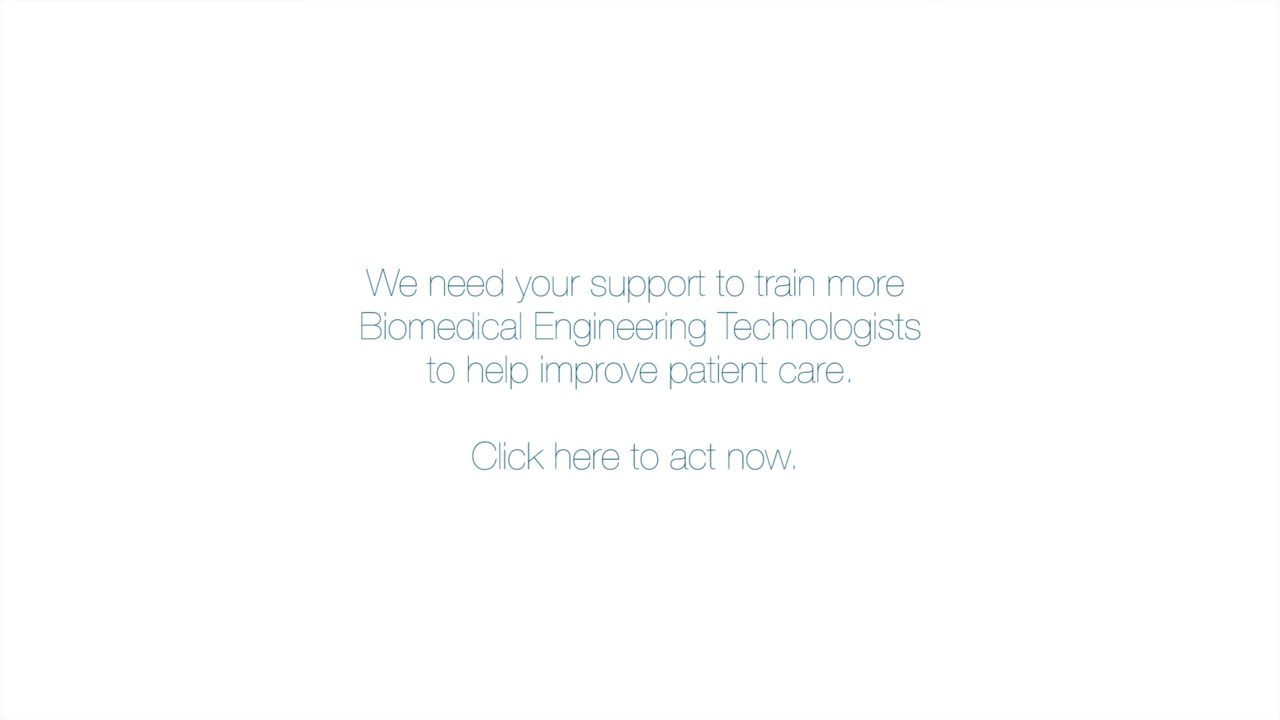 We need your support to train more
Biomedical Engineering Technologists
to help improve patient care.
Click here to act now.